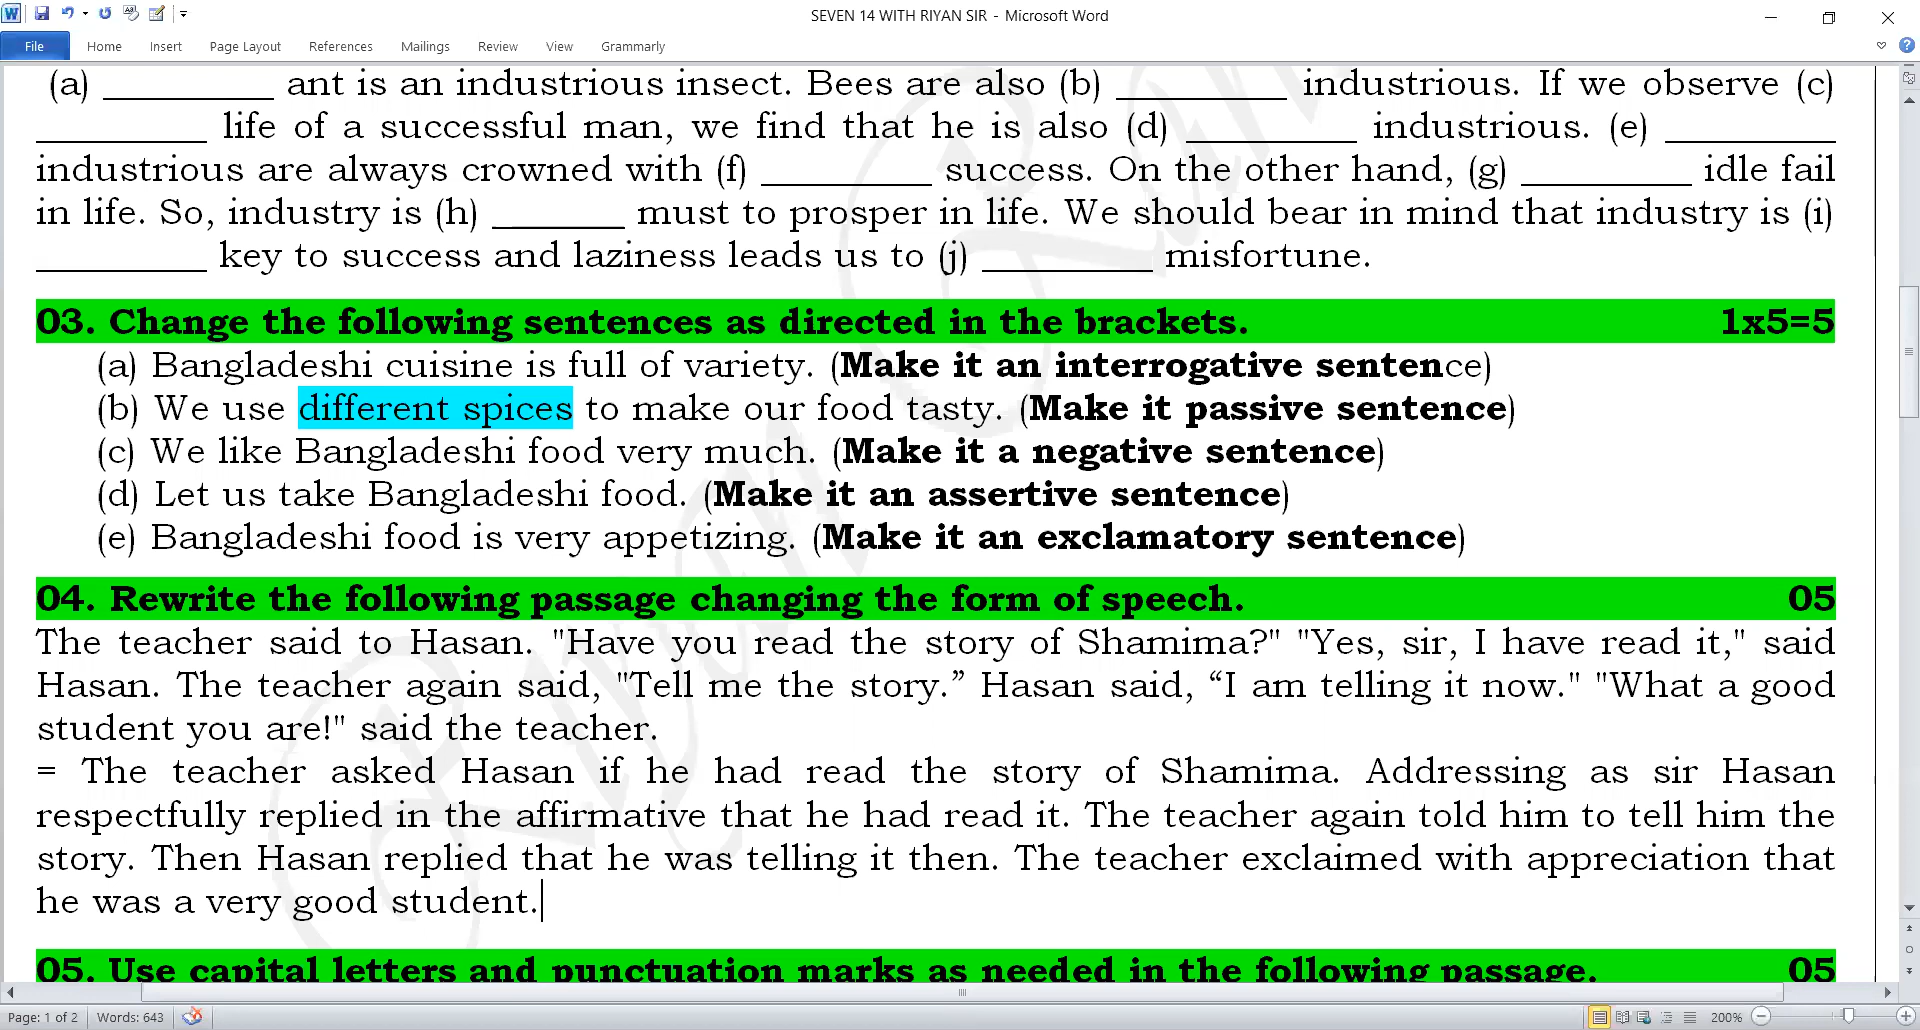 SEVEN 14 WITH RIYAN SIR - Microsoft Word
File Home Insert Page Layout References Mailings Review View Grammarly
(a) _________ ant is an industrious insect. Bees are also (b) _________ industrious. If we observe (c)
_________ life of a successful man, we find that he is also (d) _________ industrious. (e) _________
industrious are always crowned with (f) _________ success. On the other hand, (g) _________ idle fail
in life. So, industry is (h) _______ must to prosper in life. We should bear in mind that industry is (i)
_________ key to success and laziness leads us to (j) _________ misfortune.
03. Change the following sentences as directed in the brackets. 1x5=5
(a) Bangladeshi cuisine is full of variety. (Make it an interrogative sentence)
(b) We use different spices to make our food tasty. (Make it passive sentence)
(c) We like Bangladeshi food very much. (Make it a negative sentence)
(d) Let us take Bangladeshi food. (Make it an assertive sentence)
(e) Bangladeshi food is very appetizing. (Make it an exclamatory sentence)
04. Rewrite the following passage changing the form of speech. 05
The teacher said to Hasan. "Have you read the story of Shamima?" "Yes, sir, I have read it," said
Hasan. The teacher again said, "Tell me the story.” Hasan said, “I am telling it now." "What a good
student you are!" said the teacher.
= The teacher asked Hasan if he had read the story of Shamima. Addressing as sir Hasan
respectfully replied in the affirmative that he had read it. The teacher again told him to tell him the
story. Then Hasan replied that he was telling it then. The teacher exclaimed with appreciation that
he was a very good student.
05. Use capital letters and punctuation marks as needed in the following passage. 05
Page: 1 of 2 Words: 643 200%